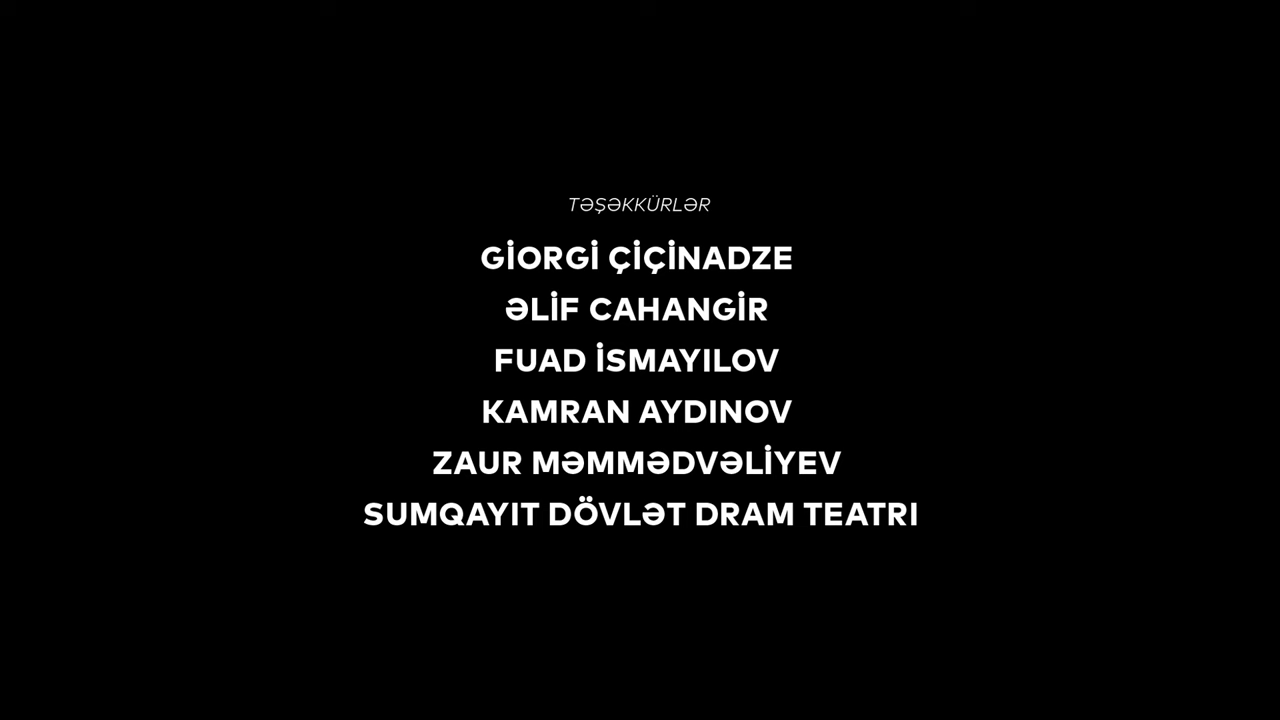 TƏŞƏKKÜRLƏR
GİORGİ ÇİÇİNADZE
ƏLİF CAHANGİR
FUAD İSMAYILOV
KAMRAN AYDINOV
ZAUR MƏMMƏDVƏLİYEV
SUMQAYIT DÖVLƏT DRAM TEATRI